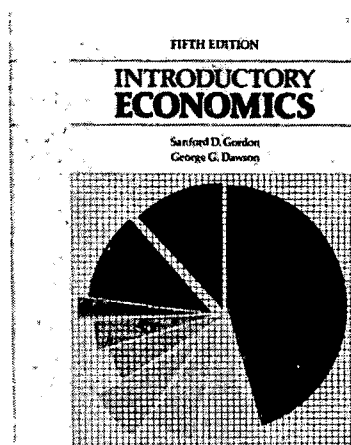 FIFTH EDITION
INTRODUCTORY
ECONOMICS
Sanford D. Gordon
George G. Dawson